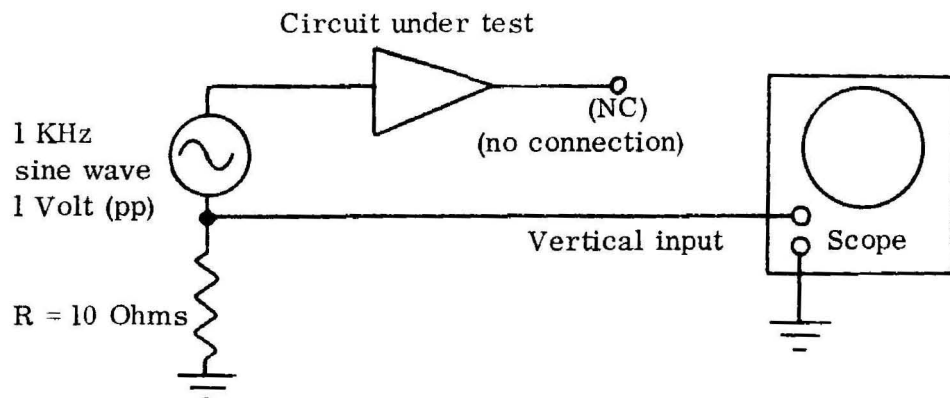 Circuit under test
1 KHz
sine wave
1 Volt (pp)
(NC)
(no connection)
Vertical input
Scope
R = 10 Ohms